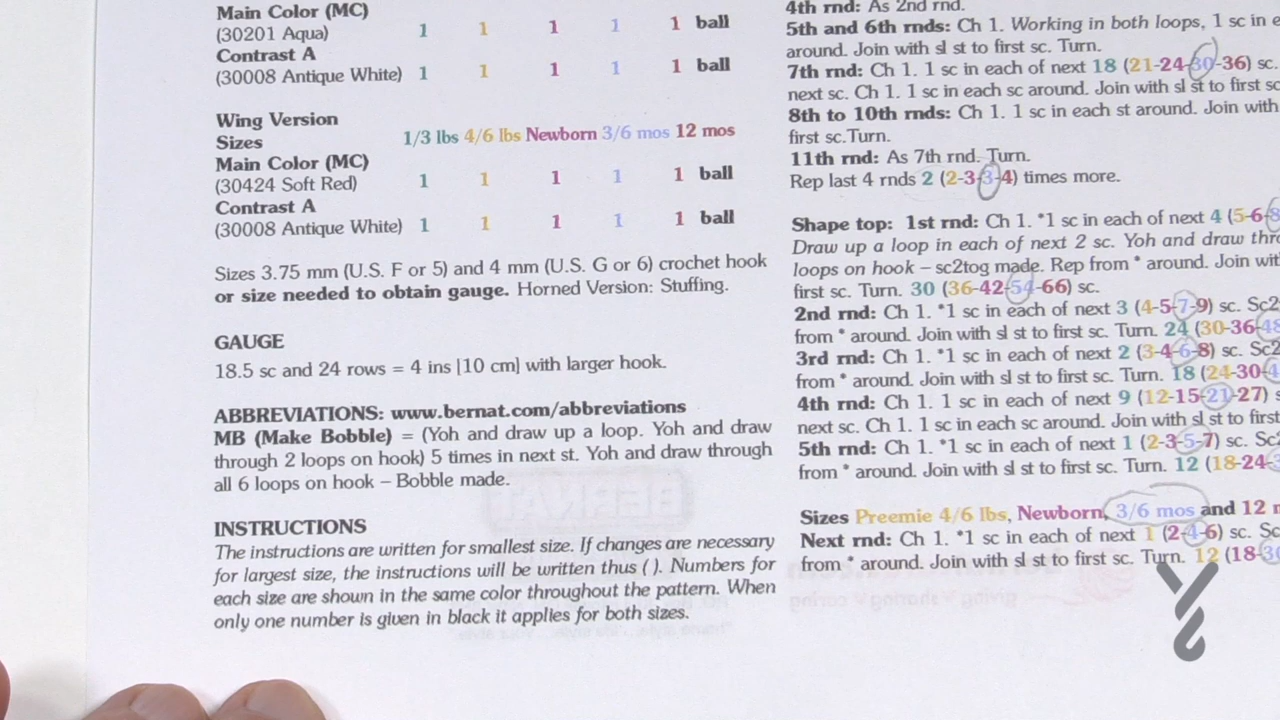 Main Color (MC)
(30201 Aqua) 1 1 1 1 1 ball
Contrast A
(30008 Antique White) 1 1 1 1 1 ball
Wing Version
Sizes 1/3 lbs 4/6 lbs Newborn 3/6 mos 12 mos
Main Color (MC)
(30424 Soft Red) 1 1 1 1 1 ball
Contrast A
(30008 Antique White) 1 1 1 1 1 ball
Sizes 3.75 mm (U.S. F or 5) and 4 mm (U.S. G or 6) crochet hook
or size needed to obtain gauge. Horned Version: Stuffing.
GAUGE
18.5 sc and 24 rows = 4 ins [10 cm] with larger hook.
ABBREVIATIONS: www.bernat.com/abbreviations
MB (Make Bobble) = (Yoh and draw up a loop. Yoh and draw
through 2 loops on hook) 5 times in next st. Yoh and draw through
all 6 loops on hook – Bobble made.
INSTRUCTIONS
The instructions are written for smallest size. If changes are necessary
for largest size, the instructions will be written thus ( ). Numbers for
each size are shown in the same color throughout the pattern. When
only one number is given in black it applies for both sizes.
4th rnd: As 2nd rnd.
5th and 6th rnds: Ch 1. Working in both loops, 1 sc in
around. Join with sl st to first sc. Turn.
7th rnd: Ch 1. 1 sc in each of next 18 (21-24-30-36) sc.
next sc. Ch 1. 1 sc in each sc around. Join with sl st to first sc
8th to 10th rnds: Ch 1. 1 sc in each st around. Join with
first sc.Turn.
11th rnd: As 7th rnd. Turn.
Rep last 4 rnds 2 (2-3-3-4) times more.
Shape top: 1st rnd: Ch 1. *1 sc in each of next 4 (5-6-8
Draw up a loop in each of next 2 sc. Yoh and draw
loops on hook – sc2tog made. Rep from * around. Join
first sc. Turn. 30 (36-42-54-66) sc.
2nd rnd: Ch 1. *1 sc in each of next 3 (4-5-7-9) sc.
from * around. Join with sl st to first sc. Turn. 24 (30-36-48
3rd rnd: Ch 1. *1 sc in each of next 2 (3-4-6-8) sc.
from * around. Join with sl st to first sc. Turn. 18 (24-30-
4th rnd: Ch 1. 1 sc in each of next 9 (12-15-21-27)
next sc. Ch 1. 1 sc in each sc around. Join with sl st to first
5th rnd: Ch 1. *1 sc in each of next 1 (2-3-5-7) sc.
from * around. Join with sl st to first sc. Turn. 12 (18-24-
Sizes Preemie 4/6 lbs, Newborn, 3/6 mos and 12
Next rnd: Ch 1. *1 sc in each of next 1 (2-4-6) sc.
from * around. Join with sl st to first sc. Turn. 12 (18-30